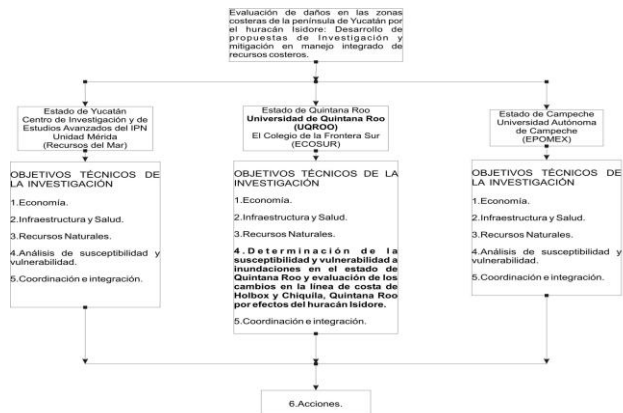 Evaluación de daños en las zonas
costeras de la península de Yucatán por
el huracán Isidore: Desarrollo de
propuestas de Investigación y
mitigación en manejo integrado de
recursos costeros.
Estado de Yucatán
Centro de Investigación y de
Estudios Avanzados del IPN
Unidad Mérida
(Recursos del Mar)
OBJETIVOS TÉCNICOS DE
LA INVESTIGACIÓN
1.Economía.
2.Infraestructura y Salud.
3.Recursos Naturales.
4.Análisis de susceptibilidad y
vulnerabilidad.
5.Coordinación e integración.
Estado de Quintana Roo
Universidad de Quintana Roo
(UQROO)
El Colegio de la Frontera Sur
(ECOSUR)
OBJETIVOS TÉCNICOS DE LA
INVESTIGACIÓN
1.Economía.
2.Infraestructura y Salud.
3.Recursos Naturales.
4.Determinación de la
susceptibilidad y vulnerabilidad a
inundaciones en el estado de
Quintana Roo y evaluación de los
cambios en la línea de costa de
Holbox y Chiquila, Quintana Roo
por efectos del huracán Isidore.
5.Coordinación e integración.
Estado de Campeche
Universidad Autónoma
de Campeche
(EPOMEX)
OBJETIVOS TÉCNICOS DE
LA INVESTIGACIÓN
1.Economía.
2.Infraestructura y Salud.
3.Recursos Naturales.
4.Análisis de susceptibilidad y
vulnerabilidad.
5.Coordinación e integración.
6.Acciones.